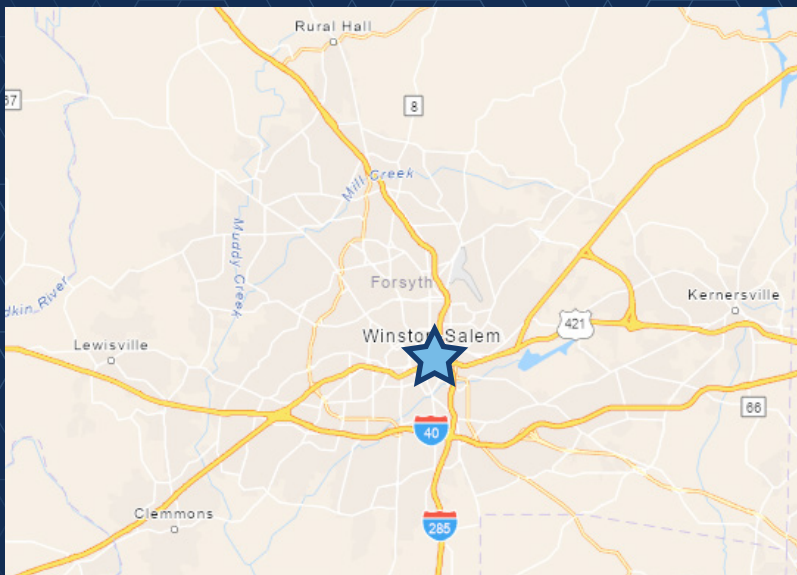 Rural Hall
67
8
Mill Creek
Muddy Creek
Forsyth
dkin River
Kernersville
421
Winston-Salem
Lewisville
66
40
Clemmons
285